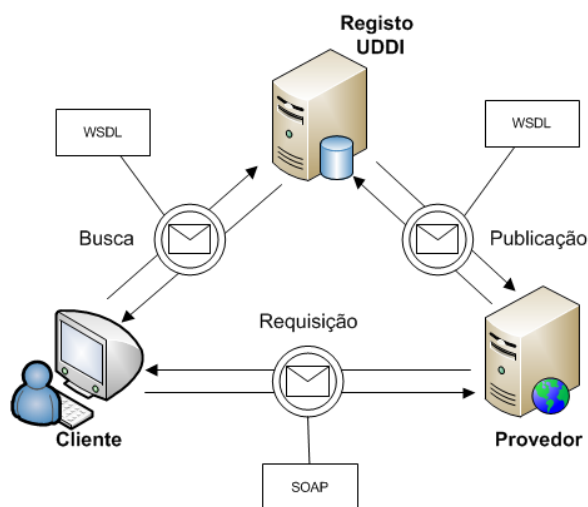 Registo
UDDI
WSDL
WSDL
Busca
Publicação
Requisição
Cliente
Provedor
SOAP